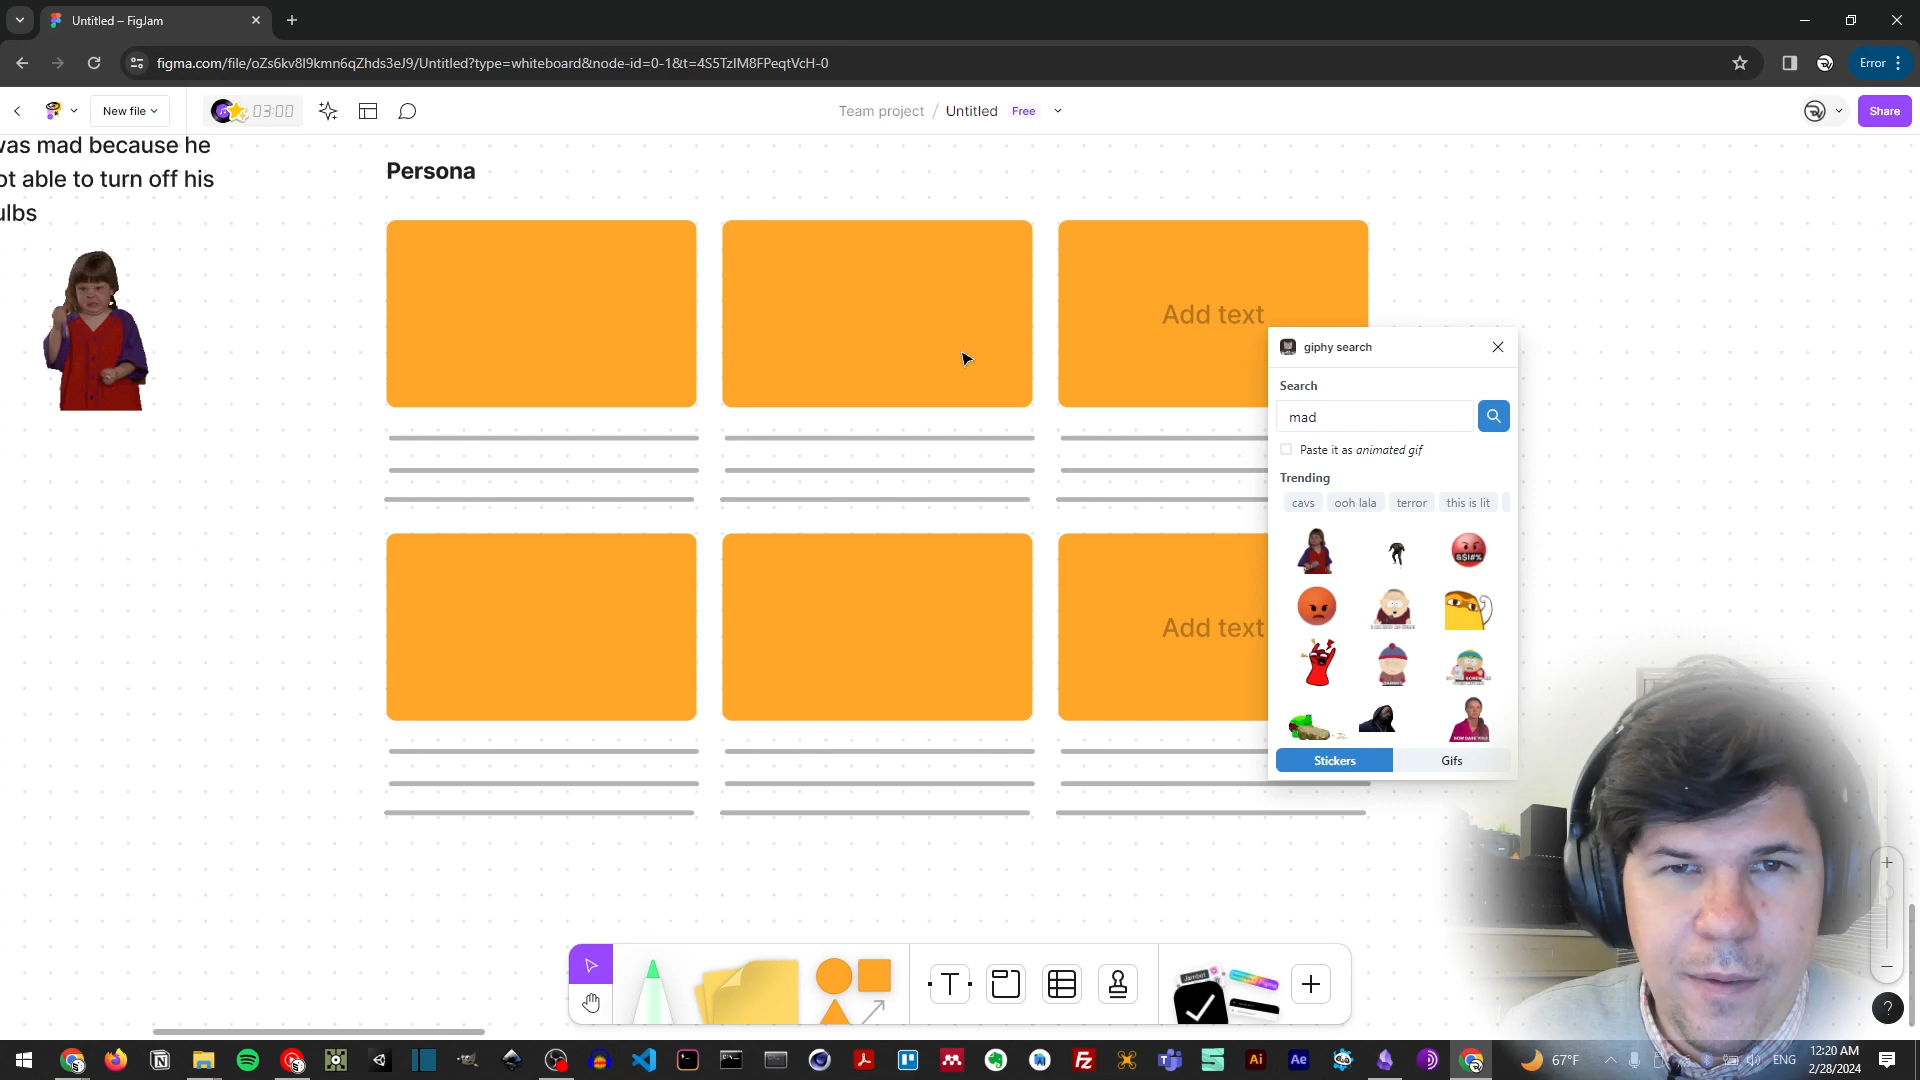 Untitled – FigJam
figma.com/file/oZs6kv8I9kmn6qZhds3eJ9/Untitled?type=whiteboard&node-id=0-1&t=4S5TzIM8FPeqtVcH-0
Error
New file
03:00
Team project / Untitled Free
Share
was mad because he
ot able to turn off his
ulbs
Persona
Add text
giphy search
Search
mad
Paste it as animated gif
Trending
cavs ooh lala terror this is lit
Add text
Stickers Gifs
T
Jambot
67°F
ENG
12:20 AM
2/28/2024